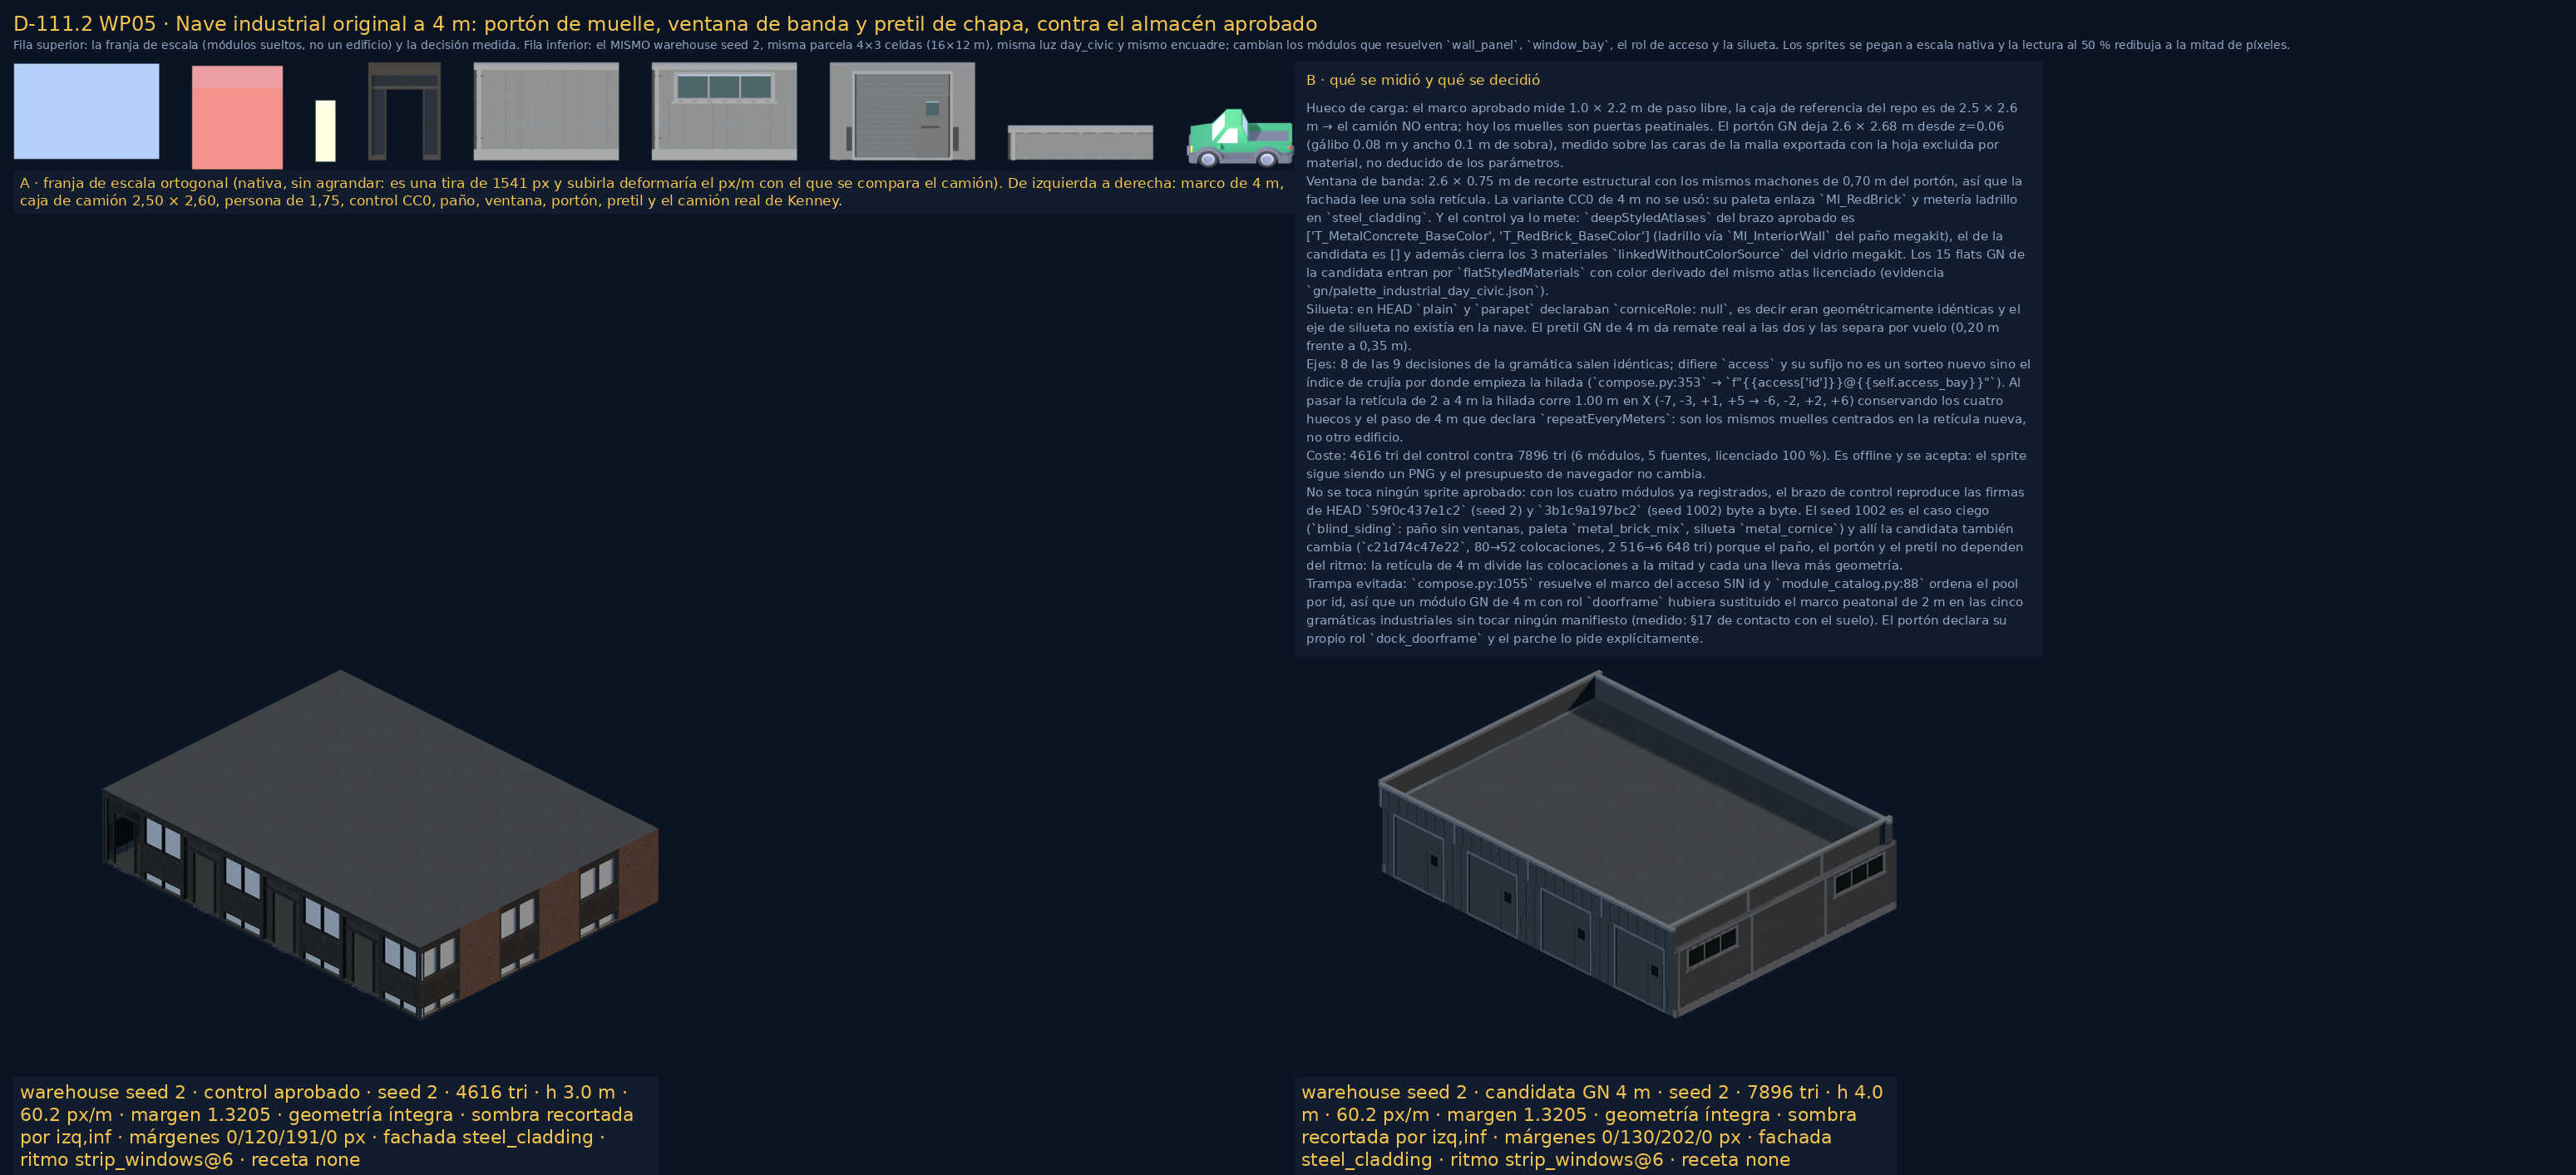 D-111.2 WP05 · Nave industrial original a 4 m: portón de muelle, ventana de banda y pretil de chapa, contra el almacén aprobado
Fila superior: la franja de escala (módulos sueltos, no un edificio) y la decisión medida. Fila inferior: el MISMO warehouse seed 2, misma parcela 4×3 celdas (16×12 m), misma luz day_civic y mismo encuadre; cambian los módulos que resuelven `wall_panel`, `window_bay`, el rol de acceso y la silueta. Los sprites se pegan a escala nativa y la lectura al 50 % redibuja a la mitad de píxeles.
A · franja de escala ortogonal (nativa, sin agrandar: es una tira de 1541 px y subirla deformaría el px/m con el que se compara el camión). De izquierda a derecha: marco de 4 m,
caja de camión 2,50 × 2,60, persona de 1,75, control CC0, paño, ventana, portón, pretil y el camión real de Kenney.
B · qué se midió y qué se decidió
Hueco de carga: el marco aprobado mide 1.0 × 2.2 m de paso libre, la caja de referencia del repo es de 2.5 × 2.6
m → el camión NO entra; hoy los muelles son puertas peatinales. El portón GN deja 2.6 × 2.68 m desde z=0.06
(gálibo 0.08 m y ancho 0.1 m de sobra), medido sobre las caras de la malla exportada con la hoja excluida por
material, no deducido de los parámetros.
Ventana de banda: 2.6 × 0.75 m de recorte estructural con los mismos machones de 0,70 m del portón, así que la
fachada lee una sola retícula. La variante CC0 de 4 m no se usó: su paleta enlaza `MI_RedBrick` y metería ladrillo
en `steel_cladding`. Y el control ya lo mete: `deepStyledAtlases` del brazo aprobado es
['T_MetalConcrete_BaseColor', 'T_RedBrick_BaseColor'] (ladrillo vía `MI_InteriorWall` del paño megakit), el de la
candidata es [] y además cierra los 3 materiales `linkedWithoutColorSource` del vidrio megakit. Los 15 flats GN de
la candidata entran por `flatStyledMaterials` con color derivado del mismo atlas licenciado (evidencia
`gn/palette_industrial_day_civic.json`).
Silueta: en HEAD `plain` y `parapet` declaraban `corniceRole: null`, es decir eran geométricamente idénticas y el
eje de silueta no existía en la nave. El pretil GN de 4 m da remate real a las dos y las separa por vuelo (0,20 m
frente a 0,35 m).
Ejes: 8 de las 9 decisiones de la gramática salen idénticas; difiere `access` y su sufijo no es un sorteo nuevo sino el
índice de crujía por donde empieza la hilada (`compose.py:353` → `f"{{access['id']}}@{{self.access_bay}}"`). Al
pasar la retícula de 2 a 4 m la hilada corre 1.00 m en X (-7, -3, +1, +5 → -6, -2, +2, +6) conservando los cuatro
huecos y el paso de 4 m que declara `repeatEveryMeters`: son los mismos muelles centrados en la retícula nueva,
no otro edificio.
Coste: 4616 tri del control contra 7896 tri (6 módulos, 5 fuentes, licenciado 100 %). Es offline y se acepta: el sprite
sigue siendo un PNG y el presupuesto de navegador no cambia.
No se toca ningún sprite aprobado: con los cuatro módulos ya registrados, el brazo de control reproduce las firmas
de HEAD `59f0c437e1c2` (seed 2) y `3b1c9a197bc2` (seed 1002) byte a byte. El seed 1002 es el caso ciego
(`blind_siding`: paño sin ventanas, paleta `metal_brick_mix`, silueta `metal_cornice`) y allí la candidata también
cambia (`c21d74c47e22`, 80→52 colocaciones, 2 516→6 648 tri) porque el paño, el portón y el pretil no dependen
del ritmo: la retícula de 4 m divide las colocaciones a la mitad y cada una lleva más geometría.
Trampa evitada: `compose.py:1055` resuelve el marco del acceso SIN id y `module_catalog.py:88` ordena el pool
por id, así que un módulo GN de 4 m con rol `doorframe` hubiera sustituido el marco peatonal de 2 m en las cinco
gramáticas industriales sin tocar ningún manifiesto (medido: §17 de contacto con el suelo). El portón declara su
propio rol `dock_doorframe` y el parche lo pide explícitamente.
warehouse seed 2 · control aprobado · seed 2 · 4616 tri · h 3.0 m ·
60.2 px/m · margen 1.3205 · geometría íntegra · sombra recortada
por izq,inf · márgenes 0/120/191/0 px · fachada steel_cladding ·
ritmo strip_windows@6 · receta none
warehouse seed 2 · candidata GN 4 m · seed 2 · 7896 tri · h 4.0
m · 60.2 px/m · margen 1.3205 · geometría íntegra · sombra
recortada por izq,inf · márgenes 0/130/202/0 px · fachada
steel_cladding · ritmo strip_windows@6 · receta none